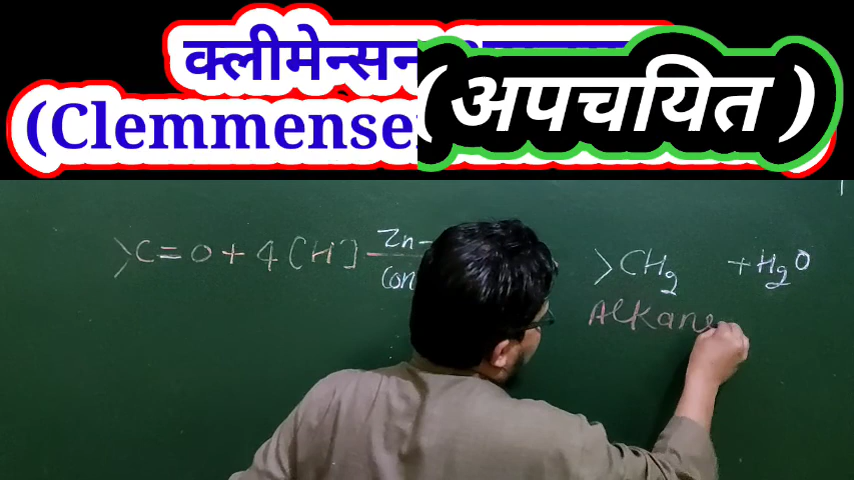 क्लीमेन्सन
(अपचयित)
(Clemmense
>C=O + 4[H] Zn-
Con
>CH2 + H2O
Alkane